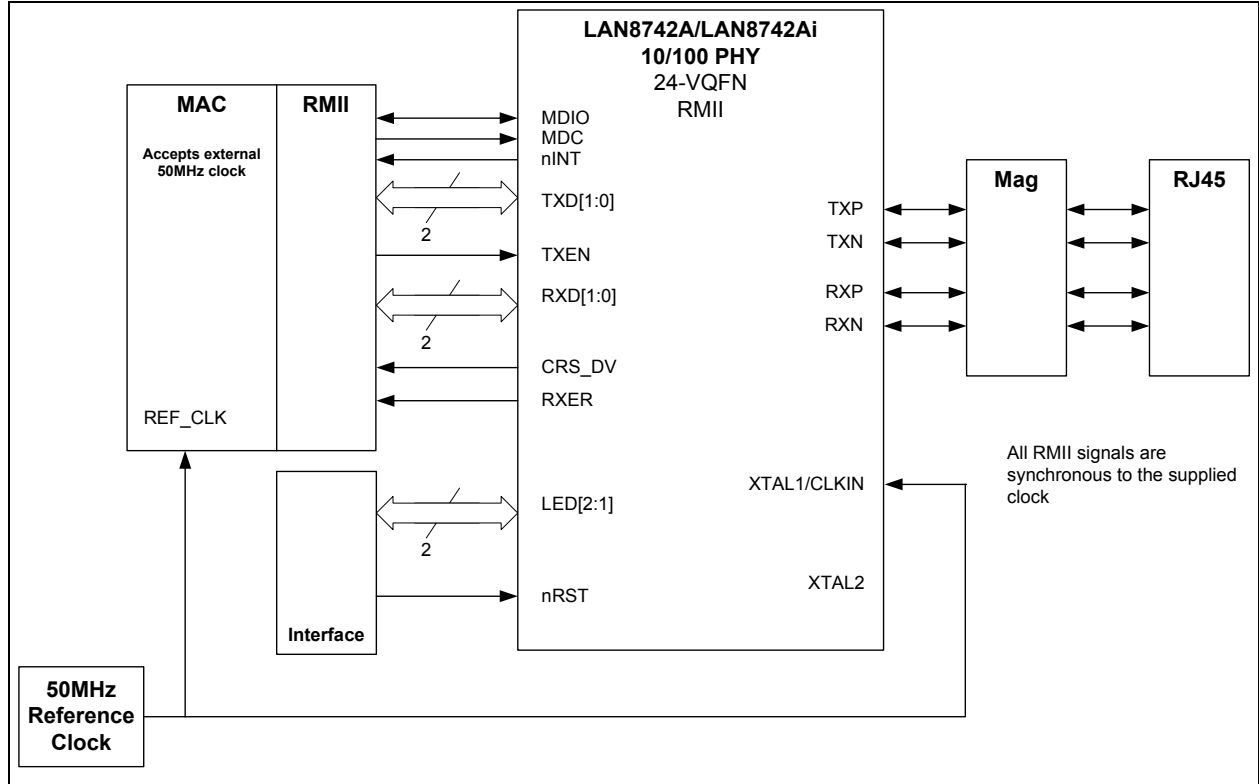 LAN8742A/LAN8742Ai
10/100 PHY
24-VQFN
RMII
MAC
RMII
Accepts external
50MHz clock
REF_CLK
MDIO
MDC
nINT
TXD[1:0]
2
TXEN
RXD[1:0]
2
CRS_DV
RXER
LED[2:1]
2
nRST
Interface
TXP
TXN
RXP
RXN
Mag
RJ45
XTAL1/CLKIN
XTAL2
All RMII signals are
synchronous to the supplied
clock
50MHz
Reference
Clock